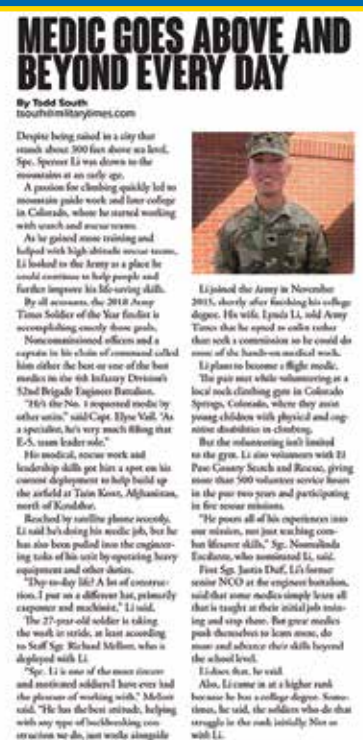 MEDIC GOES ABOVE AND
BEYOND EVERY DAY
By Todd South
tsouth@militarytimes.com
Despite being raised in a city that
stands about 300 feet above sea level,
Spc. Spencer Li was drawn to the
mountains at an early age.
A passion for climbing quickly led to
mountain guide work and later college
in Colorado, where he started working
with search and rescue teams.
As he gained more training and
helped with high altitude rescue teams,
Li looked to the Army as a place he
could continue to help people and
further improve his life-saving skills.
By all accounts, the 2018 Army
Times Soldier of the Year finalist is
accomplishing exactly those goals.
Noncommissioned officers and a
captain in his chain of command called
him either the best or one of the best
medics in the 4th Infantry Division's
52nd Brigade Engineer Battalion.
"He's the No. 1 requested medic by
other units," said Capt. Elyse Vail. "As
a specialist, he's very much filling that
E-5, team leader role."
His medical, rescue work and
leadership skills got him a spot on his
current deployment to help build up
the airfield at Tarin Kowt, Afghanistan,
north of Kandahar.
Reached by satellite phone recently,
Li said he's doing his medic job, but he
has also been pulled into the engineer-
ing tasks of his unit by operating heavy
equipment and other duties.
"Day-to-day life? A lot of construc-
tion. I put on a different hat, primarily
carpenter and machinist," Li said.
The 27-year-old soldier is taking
the work in stride, at least according
to Staff Sgt. Richard Mellott, who is
deployed with Li.
"Spc. Li is one of the most sincere
and motivated soldiers I have ever had
the pleasure of working with," Mellott
said. "He has the best attitude, helping
with any type of backbreaking con-
struction we do, just works alongside
Li joined the Army in November
2015, shortly after finishing his college
degree. His wife, Lynda Li, told Army
Times that he opted to enlist rather
than seek a commission so he could do
more of the hands-on medical work.
Li plans to become a flight medic.
The pair met while volunteering at a
local rock climbing gym in Colorado
Springs, Colorado, where they assist
young children with physical and cog-
nitive disabilities in climbing.
But the volunteering isn't limited
to the gym. Li also volunteers with El
Paso County Search and Rescue, giving
more than 500 volunteer service hours
in the past two years and participating
in five rescue missions.
"He pours all of his experiences into
our mission, not just teaching com-
bat lifesaver skills," Sgt.
Escalante, who nominated Li, said.
First Sgt. Justin Duff, Li's former
senior NCO at the engineer battalion,
said that some medics simply learn all
that is taught at their initial job train-
ing and stop there. But great medics
push themselves to learn more, do
more and advance their skills beyond
the school level.
Li does that, he said.
Also, Li came in at a higher rank
because he has a college degree. Some-
times, he said, the soldiers who do that
struggle in the rank initially. Not so
with Li.